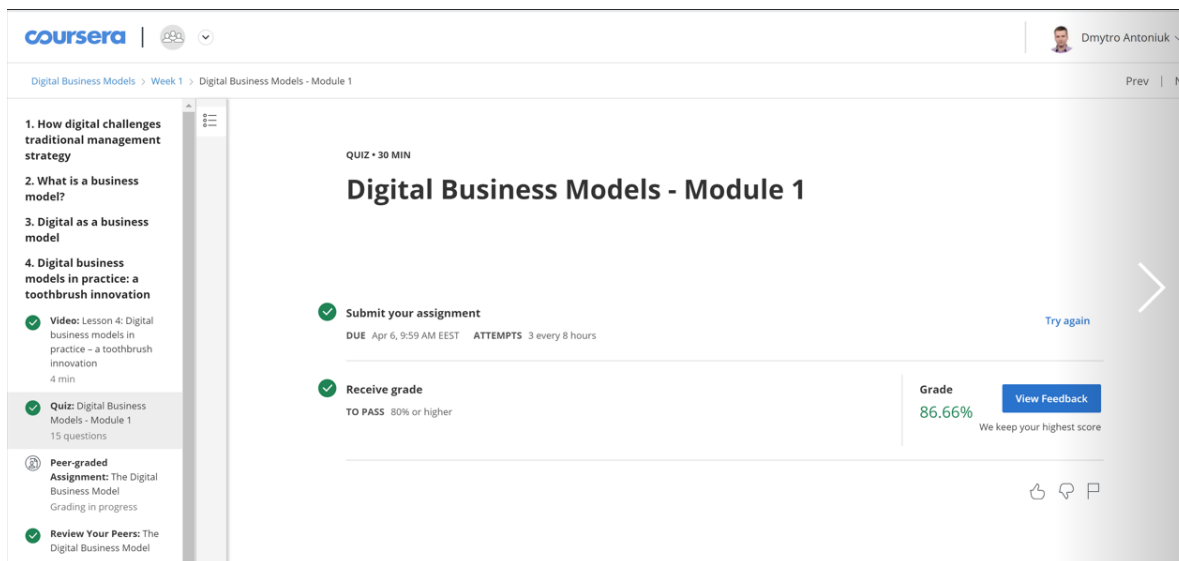 coursera
Dmytro Antoniuk
Digital Business Models > Week 1 > Digital Business Models - Module 1
Prev |
1. How digital challenges
traditional management
strategy
2. What is a business
model?
3. Digital as a business
model
4. Digital business
models in practice: a
toothbrush innovation
Video: Lesson 4: Digital
business models in
practice – a toothbrush
innovation
4 min
Quiz: Digital Business
Models - Module 1
15 questions
Peer-graded
Assignment: The Digital
Business Model
Grading in progress
Review Your Peers: The
Digital Business Model
QUIZ • 30 MIN
Digital Business Models - Module 1
Submit your assignment
DUE Apr 6, 9:59 AM EEST ATTEMPTS 3 every 8 hours
Try again
Receive grade
TO PASS 80% or higher
Grade
86.66%
View Feedback
We keep your highest score